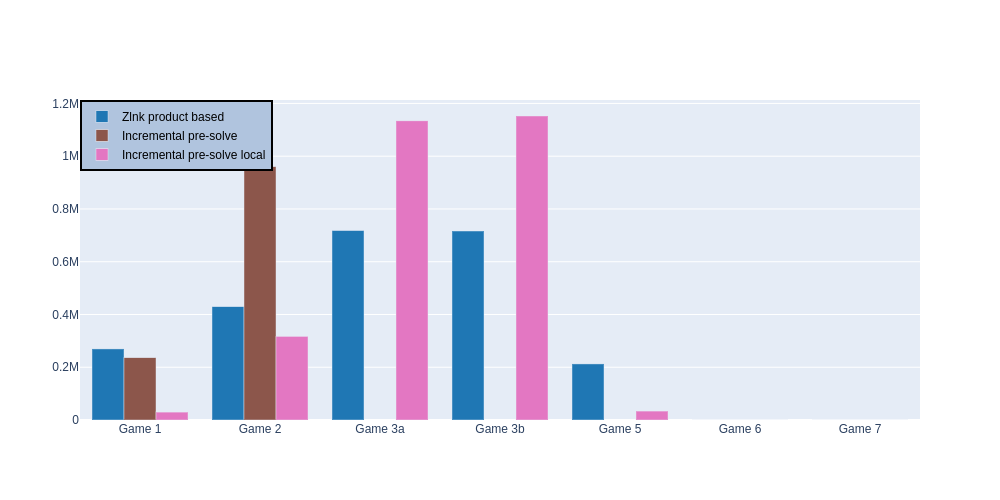 1.2M
1M
0.8M
0.6M
0.4M
0.2M
0
Zlnk product based
Incremental pre-solve
Incremental pre-solve local
Game 1
Game 2
Game 3a
Game 3b
Game 5
Game 6
Game 7